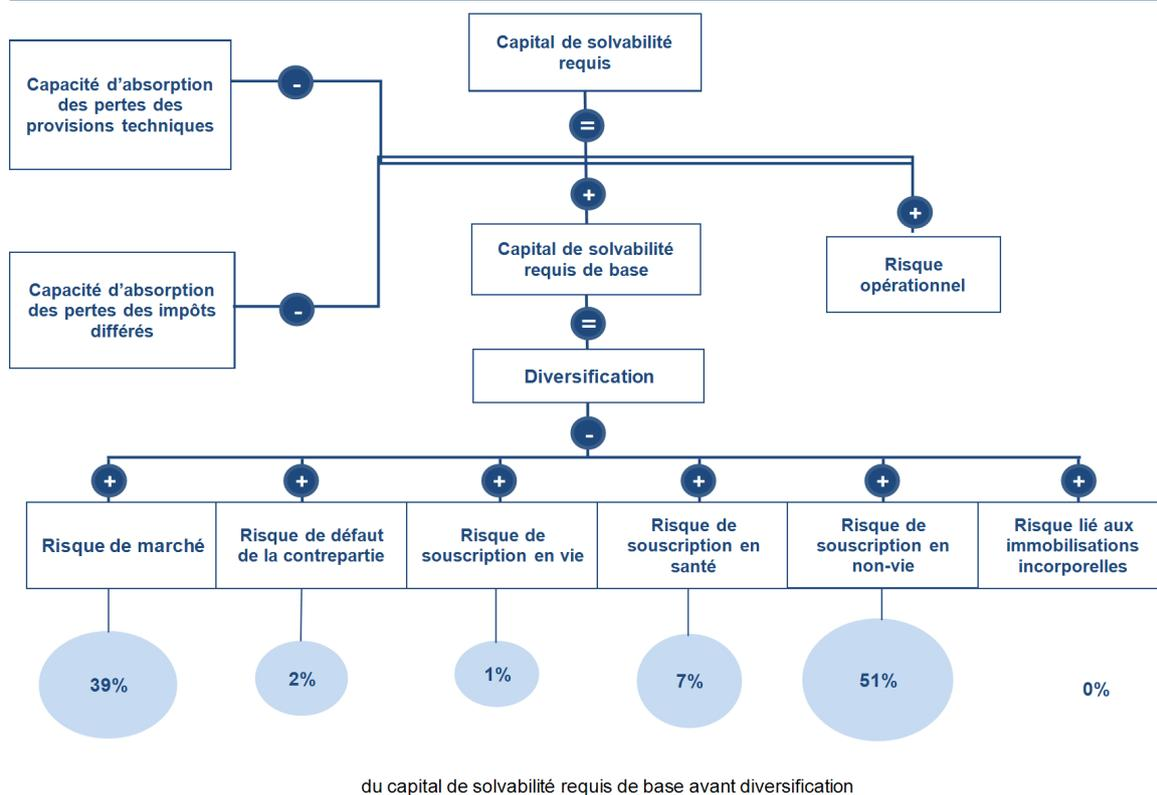 Capital de solvabilité
requis
Capacité d'absorption
des pertes des
provisions techniques
-
=
+
+
Capital de solvabilité
requis de base
Risque
opérationnel
Capacité d'absorption
des pertes des impôts
différés
-
=
Diversification
-
+
+
+
+
+
+
Risque de marché
Risque de défaut
de la contrepartie
Risque de
souscription en vie
Risque de
souscription en
santé
Risque de
souscription en
non-vie
Risque lié aux
immobilisations
incorporelles
39%
2%
1%
7%
51%
0%
du capital de solvabilité requis de base avant diversification